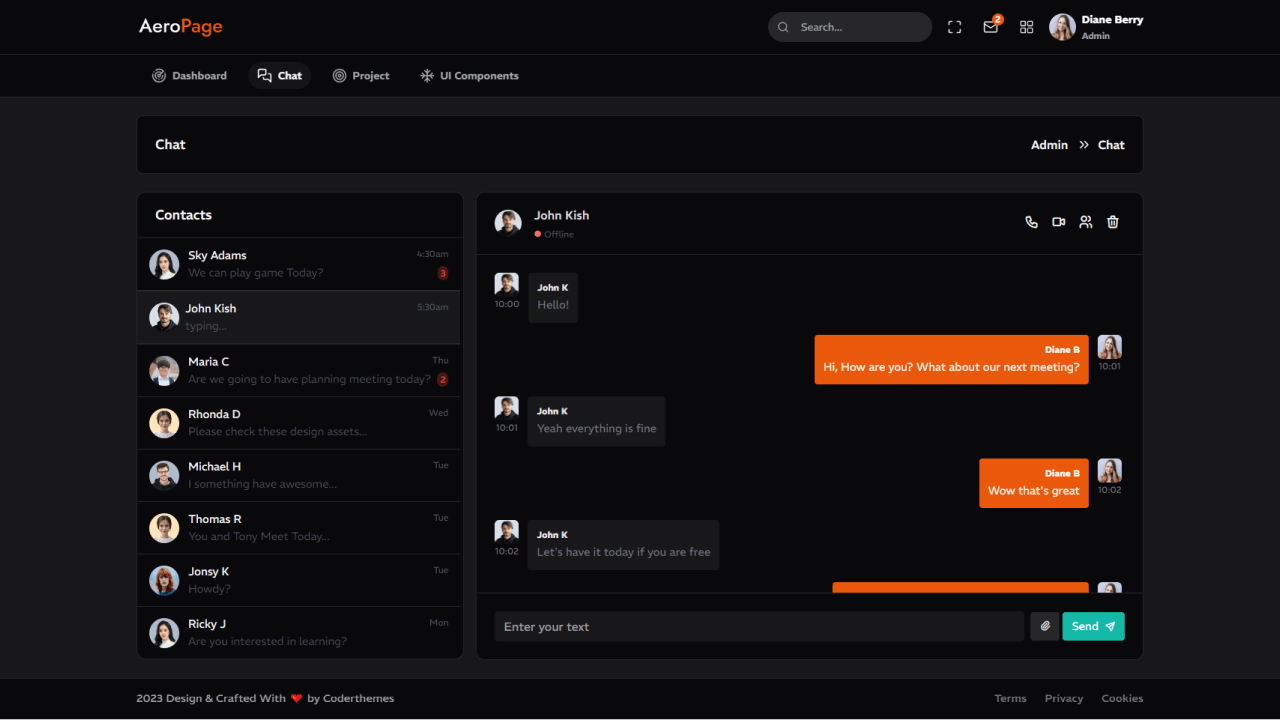 AeroPage
Search...
2
Diane Berry
Admin
Dashboard
Chat
Project
UI Components
Chat
Admin
Chat
Contacts
Sky Adams
4:30am
We can play game Today?
3
John Kish
5:30am
typing...
Maria C
Thu
Are we going to have planning meeting today?
2
Rhonda D
Wed
Please check these design assets...
Michael H
Tue
I something have awesome...
Thomas R
Tue
You and Tony Meet Today...
Jonsy K
Tue
Howdy?
Ricky J
Mon
Are you interested in learning?
John Kish
Offline
John K
Hello!
10:00
Diane B
Hi, How are you? What about our next meeting?
10:01
John K
Yeah everything is fine
10:01
Diane B
Wow that's great
10:02
John K
Let's have it today if you are free
10:02
Enter your text
Send
2023 Design & Crafted With ❤ by Coderthemes
Terms
Privacy
Cookies